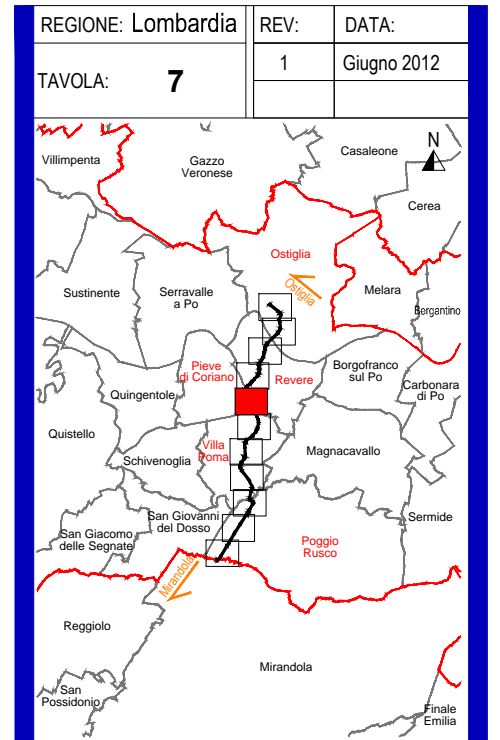 REGIONE: Lombardia
REV:
DATA:
TAVOLA: 7
1
Giugno 2012
N
Villimpenta
Gazzo
Veronese
Casaleone
Cerea
Ostiglia
Ostiglia
Sustinente
Serravalle
a Po
Melara
Bergantino
Pieve
di Coriano
Revere
Borgofranco
sul Po
Carbonara
di Po
Quingentole
Quistello
Villa
Poma
Schivenoglia
Magnacavallo
San Giovanni
del Dosso
Sermide
San Giacomo
delle Segnate
Poggio
Rusco
Mirandola
Reggiolo
Mirandola
San
Possidonio
Finale
Emilia